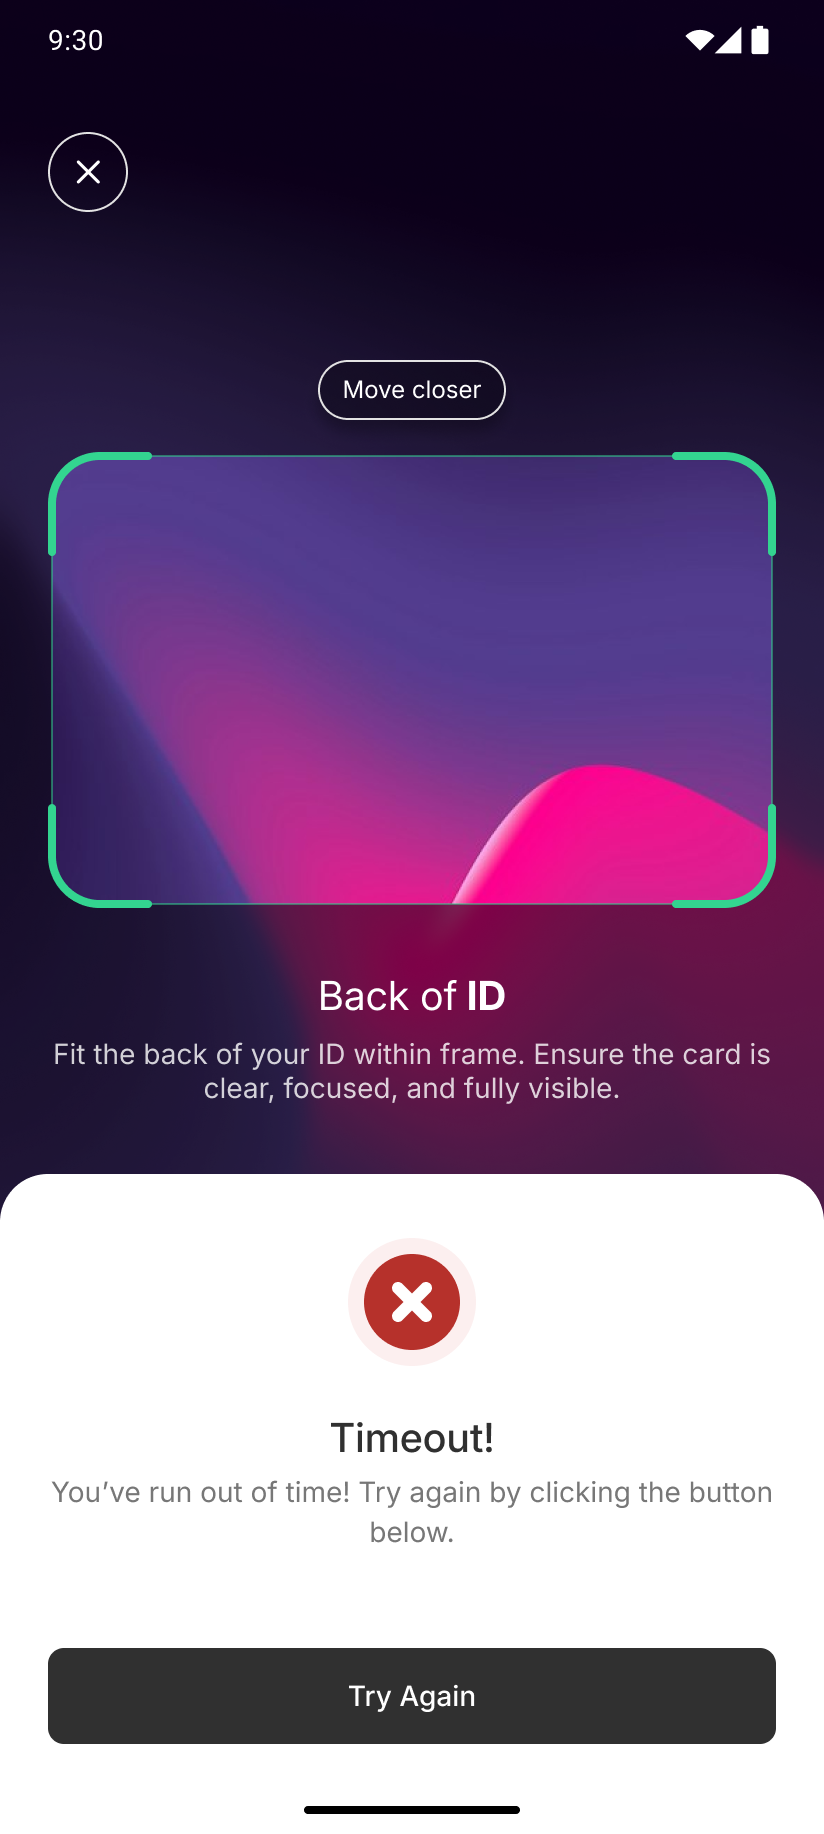 9:30
Move closer
Back of ID
Fit the back of your ID within frame. Ensure the card is
clear, focused, and fully visible.
Timeout!
You’ve run out of time! Try again by clicking the button
below.
Try Again